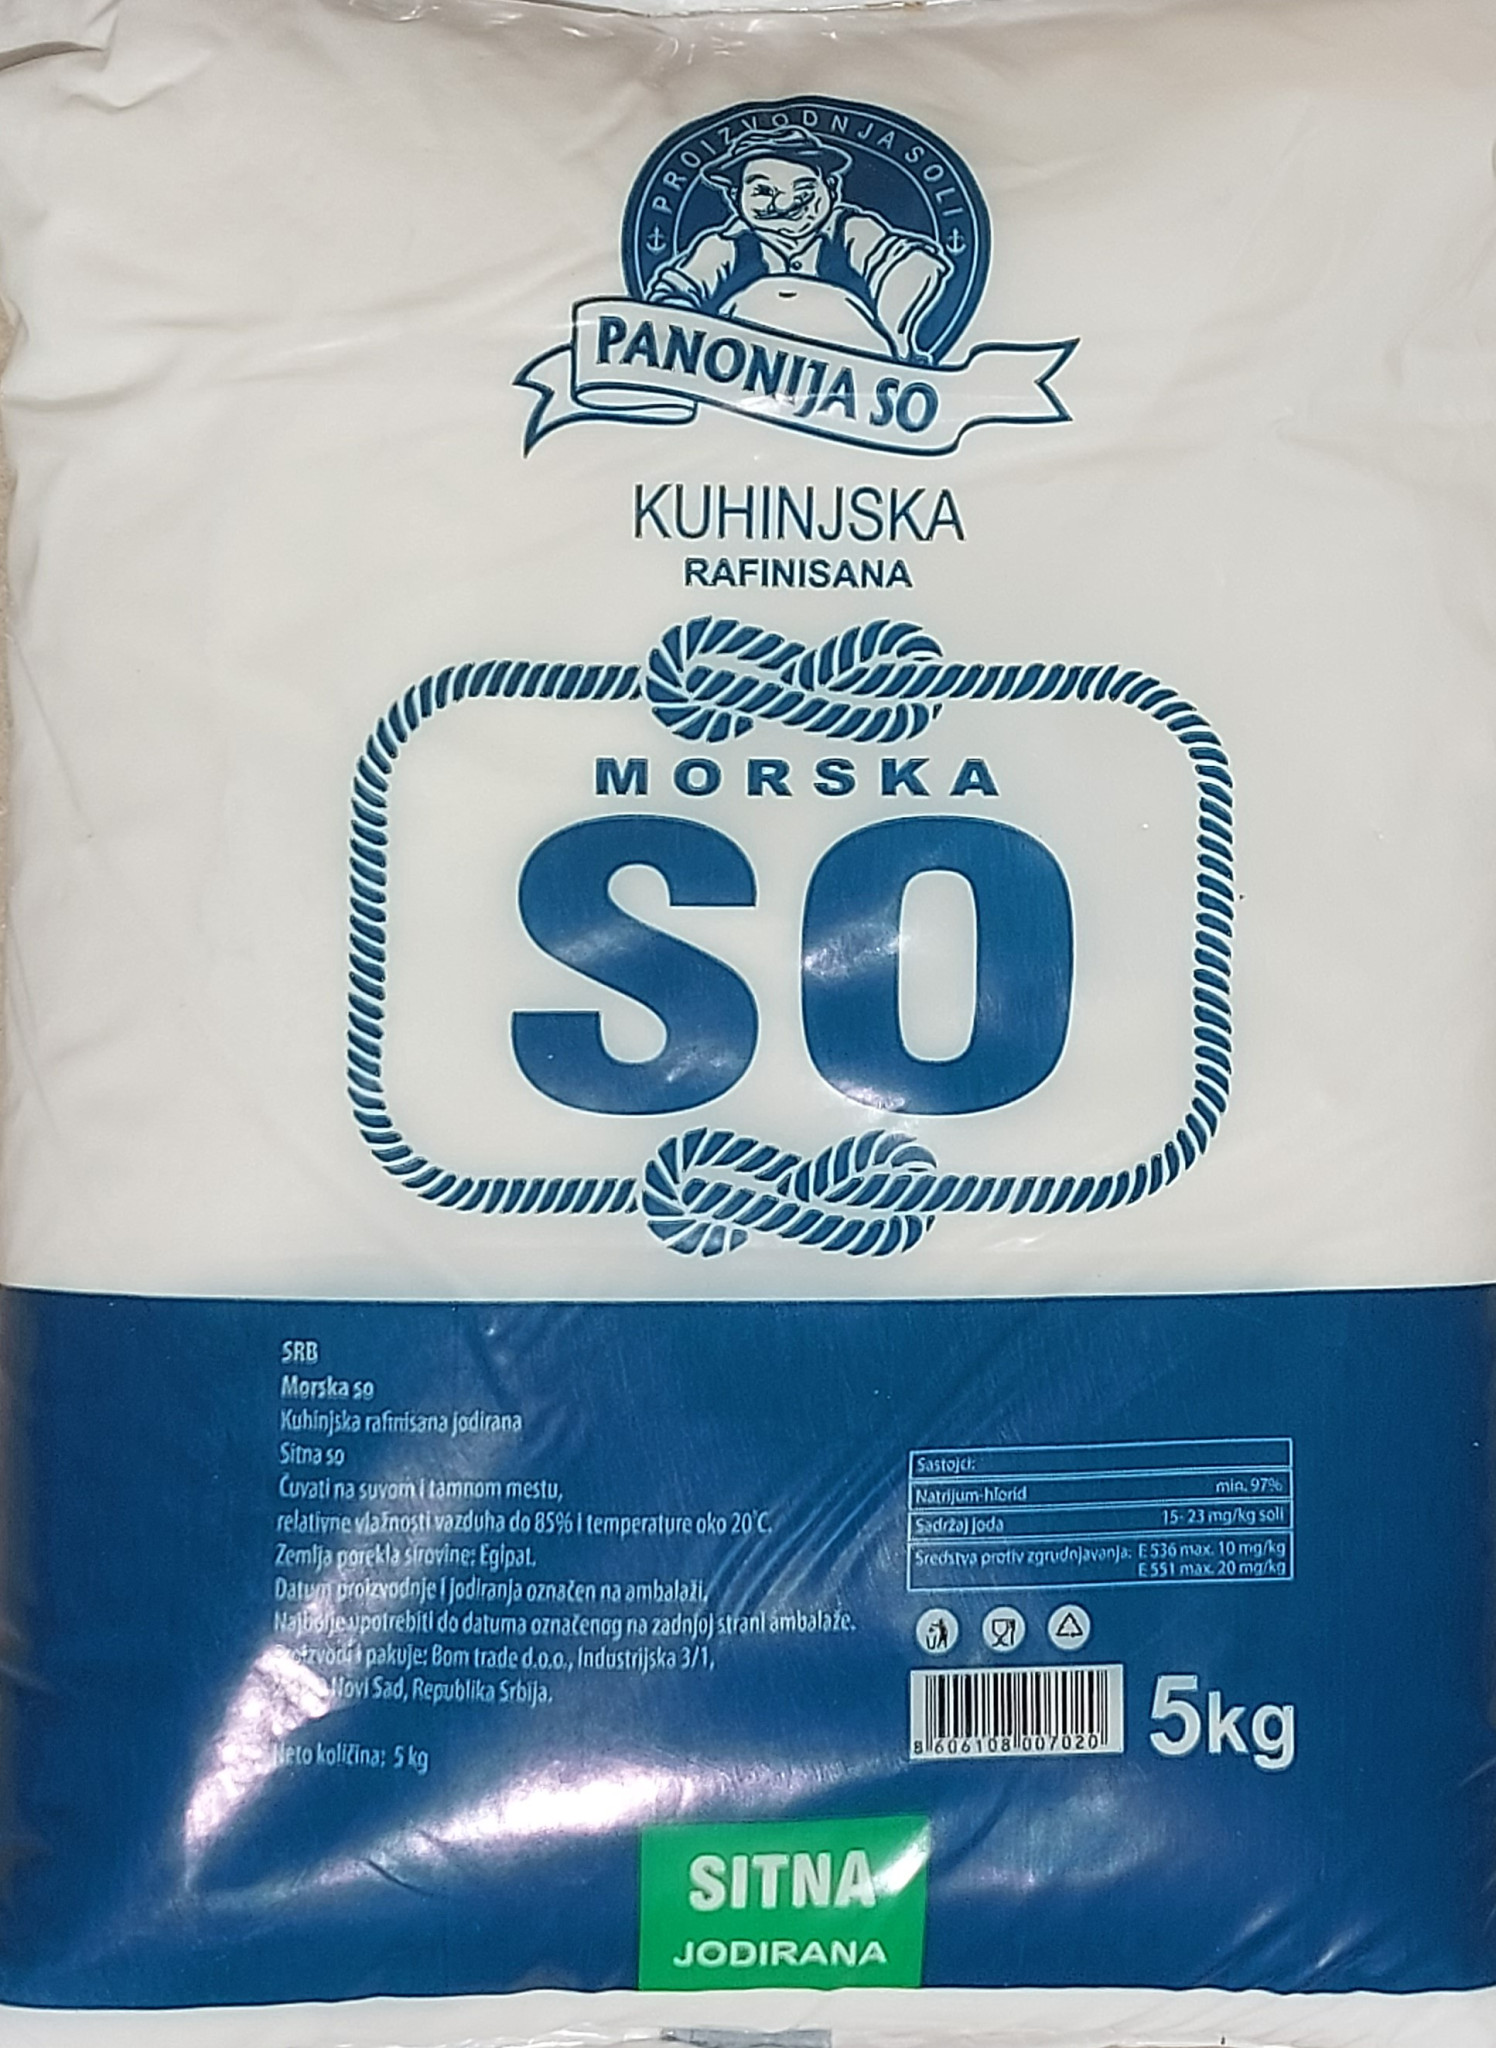 PROIZVODNJA SOLI
PANONIJA SO
KUHINJSKA
RAFINISANA
MORSKA
SO
SRB
Morska so
Kuhinjska rafinisana jodirana
Sitna so
Čuvati na suvom i tamnom mestu,
relativne vlažnosti vazduha do 85% i temperature oko 20°C.
Zemlja porekla sirovine: Egipat.
Datum proizvodnje i jodiranja označen na ambalaži.
Najbolje upotrebiti do datuma označenog na zadnjoj strani ambalaže.
Proizvodi i pakuje: Bom trade d.o.o., Industrijska 3/1,
Novi Sad, Republika Srbija.
Neto količina: 5 kg
Sastojci:
Natrijum-hlorid min. 97%
Sadržaj joda 15- 23 mg/kg soli
Sredstva protiv zgrudnjavanja: E 536 max. 10 mg/kg
E 551 max. 20 mg/kg
8 606108 007020
5kg
SITNA
JODIRANA